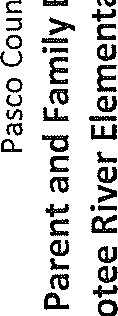 Pasco Coun
Parent and Family
otee River Elementa